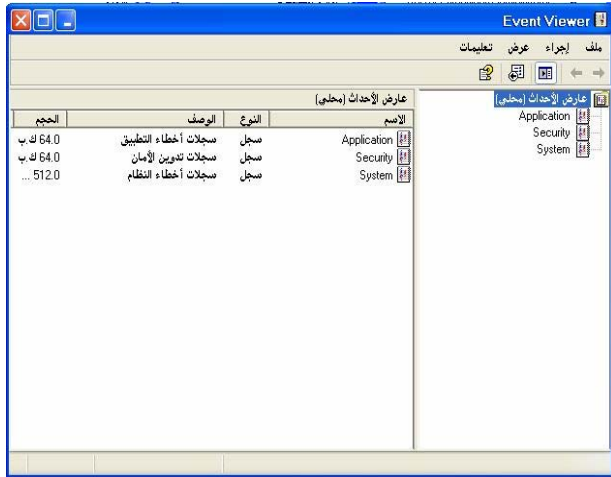 Event Viewer
ملف إجراء عرض تعليمات
عارض الأحداث (محلي)
Application
Security
System
عارض الأحداث (محلي)
الاسم النوع الوصف الحجم
Application سجل سجلات أخطاء التطبيق 64.0 ك.ب
Security سجل سجلات تدوين الأمان 64.0 ك.ب
System سجل سجلات أخطاء النظام 512.0 ...